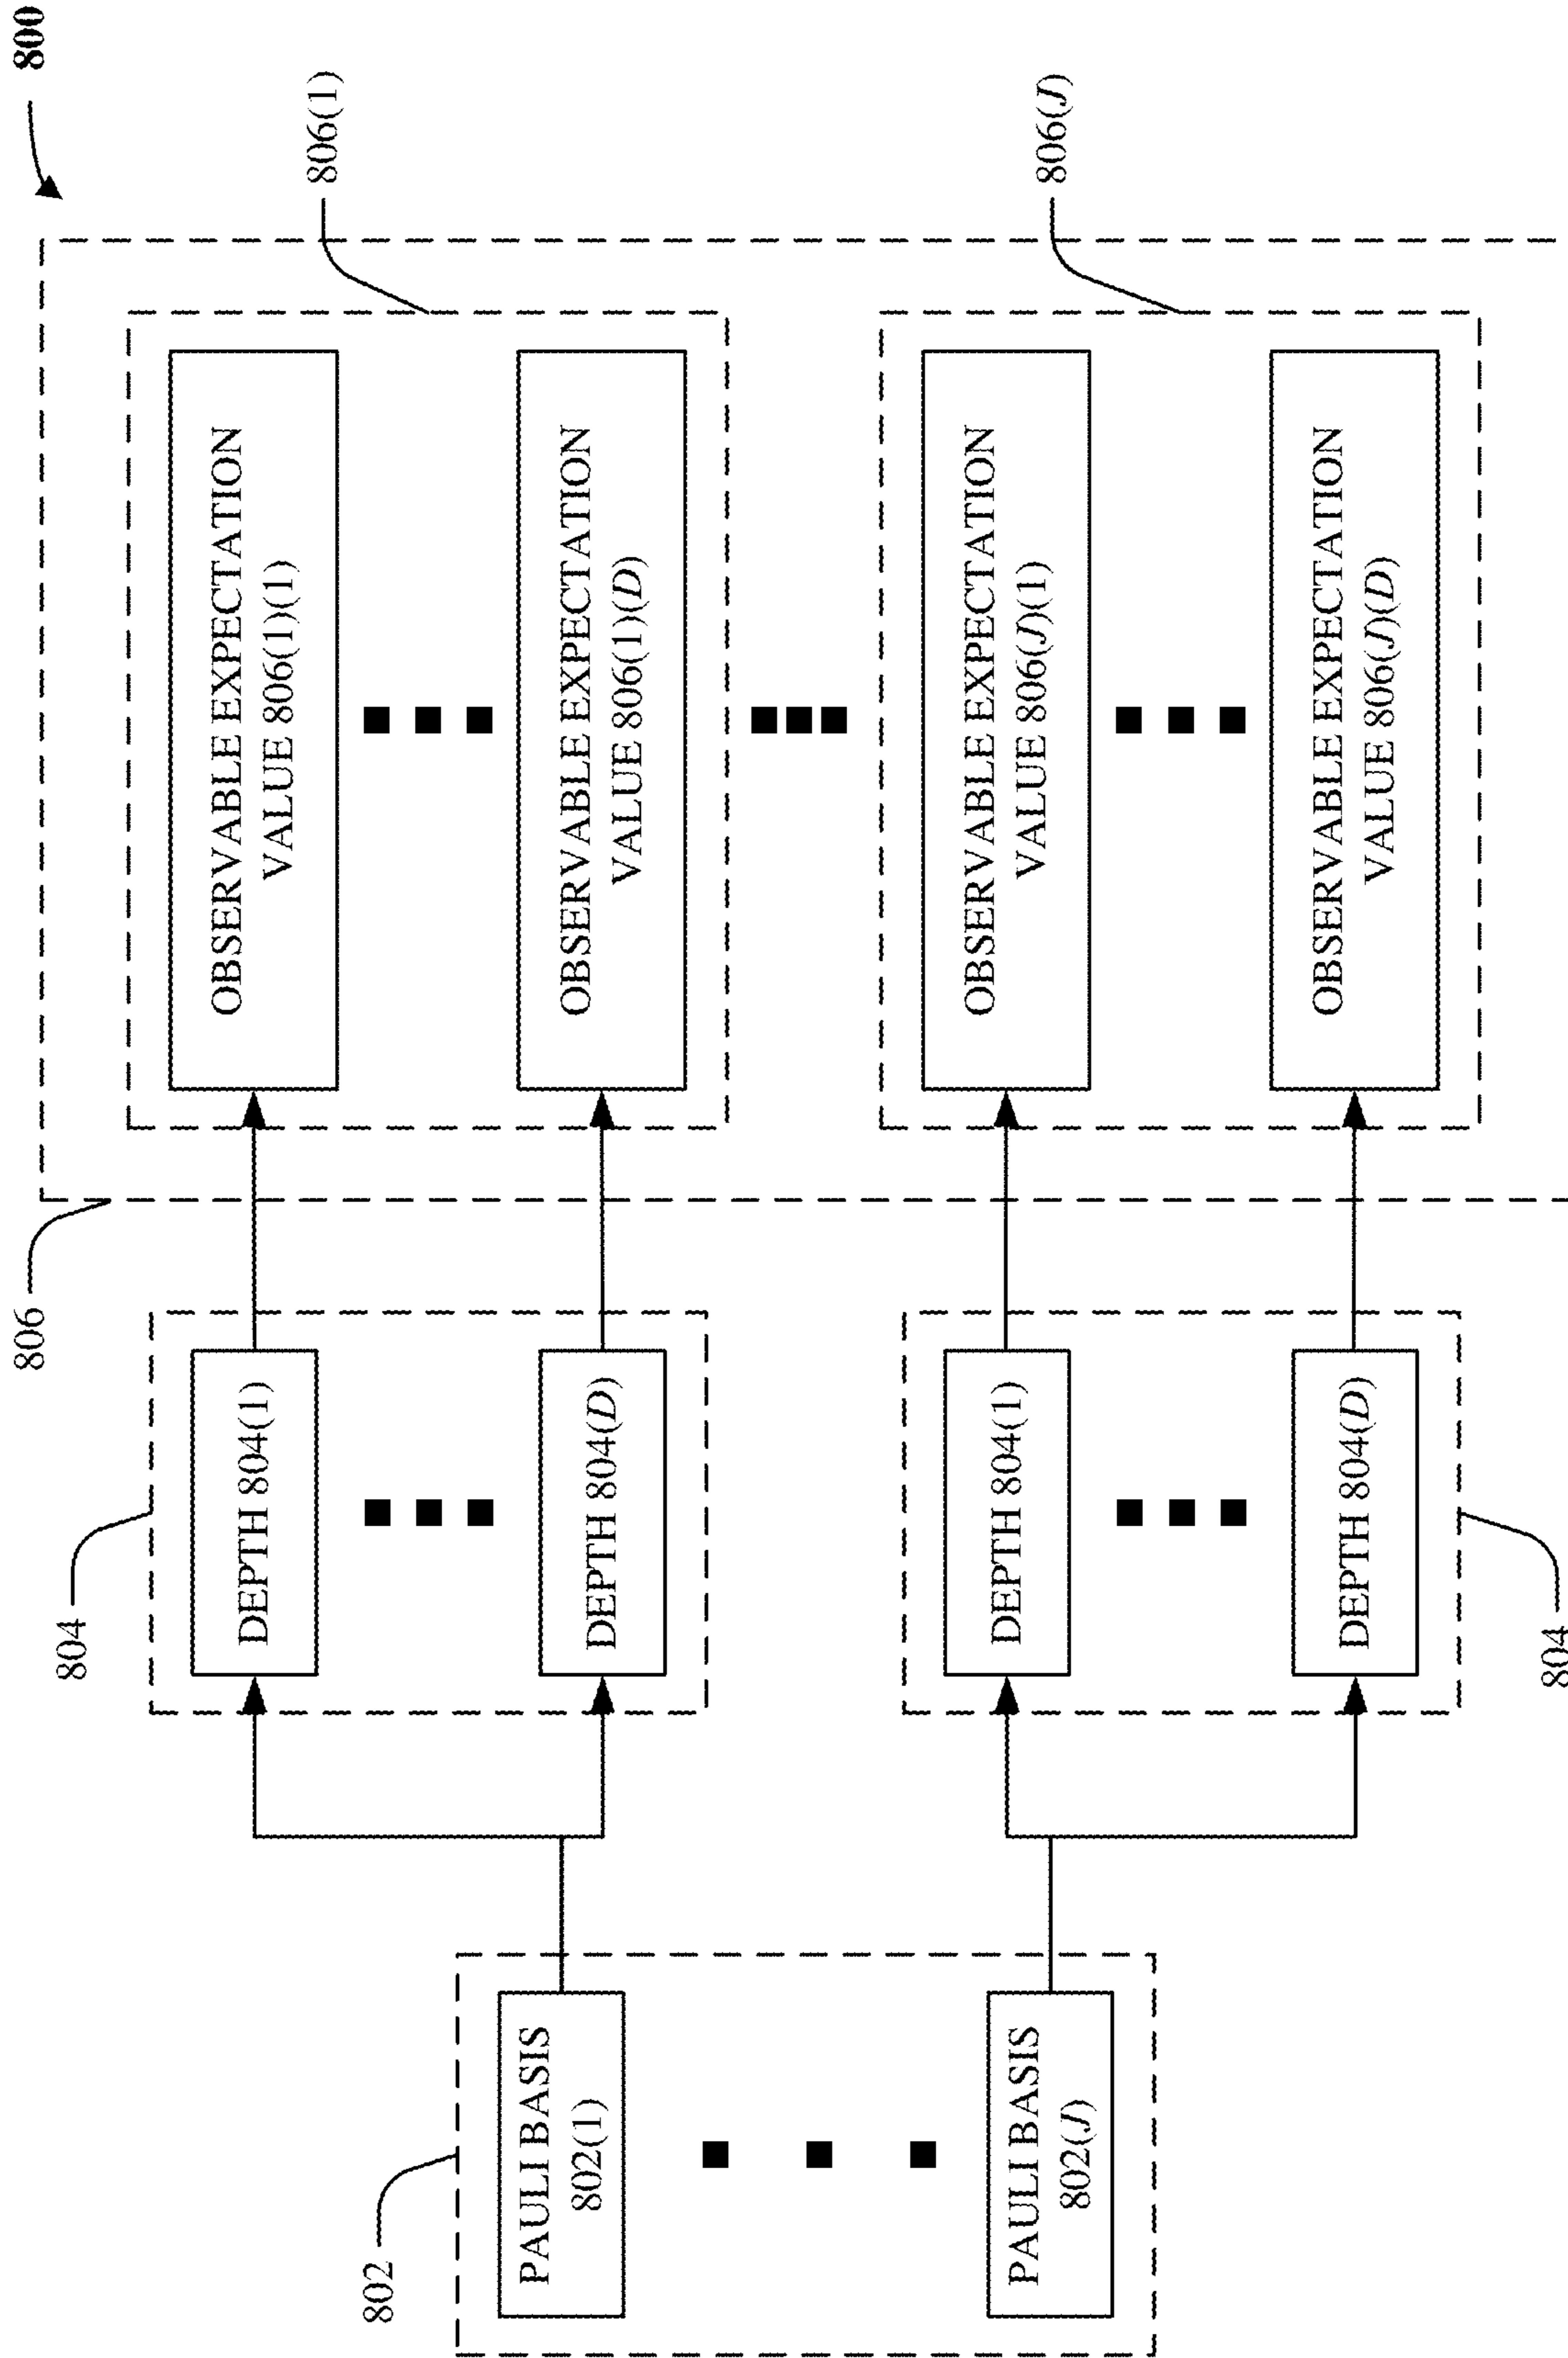 800
806
806(1)
OBSERVABLE EXPECTATION
VALUE 806(1)(1)
OBSERVABLE EXPECTATION
VALUE 806(1)(D)
806(J)
OBSERVABLE EXPECTATION
VALUE 806(J)(1)
OBSERVABLE EXPECTATION
VALUE 806(J)(D)
804
DEPTH 804(1)
DEPTH 804(D)
DEPTH 804(1)
DEPTH 804(D)
804
802
PAULI BASIS
802(1)
PAULI BASIS
802(J)